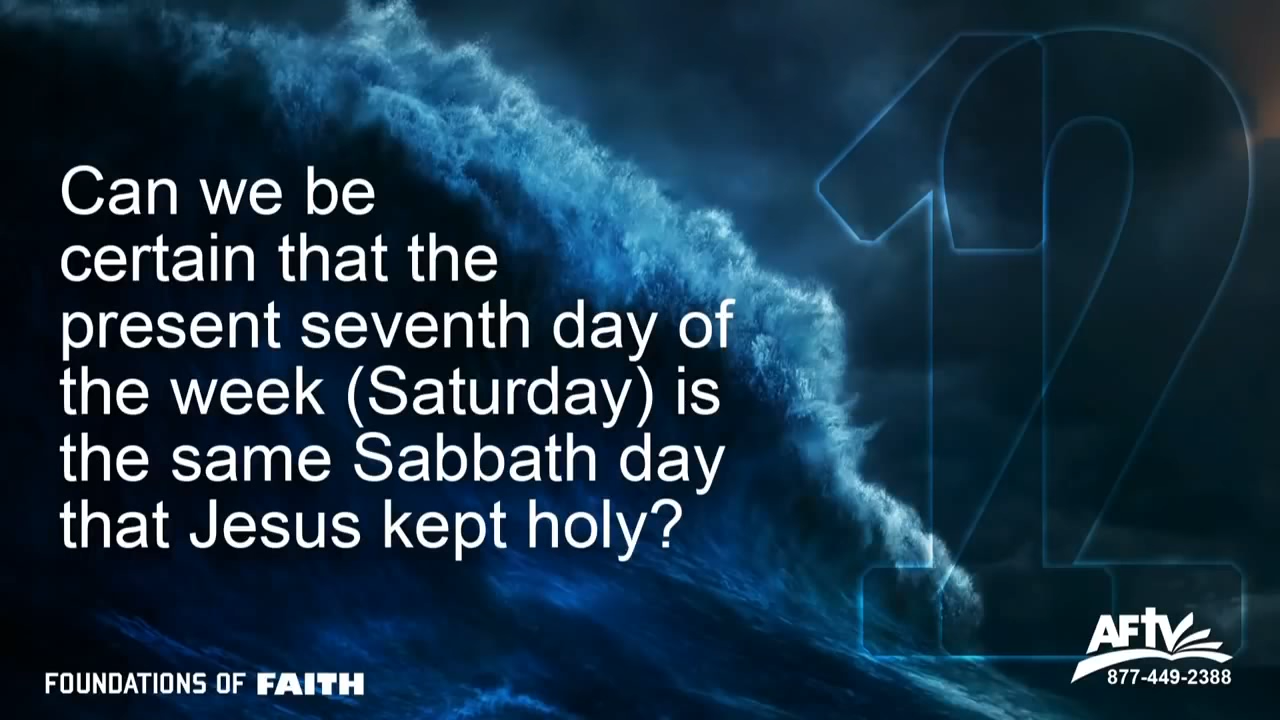 12
Can we be
certain that the
present seventh day of
the week (Saturday) is
the same Sabbath day
that Jesus kept holy?
FOUNDATIONS OF FAITH
AFTV
877-449-2388